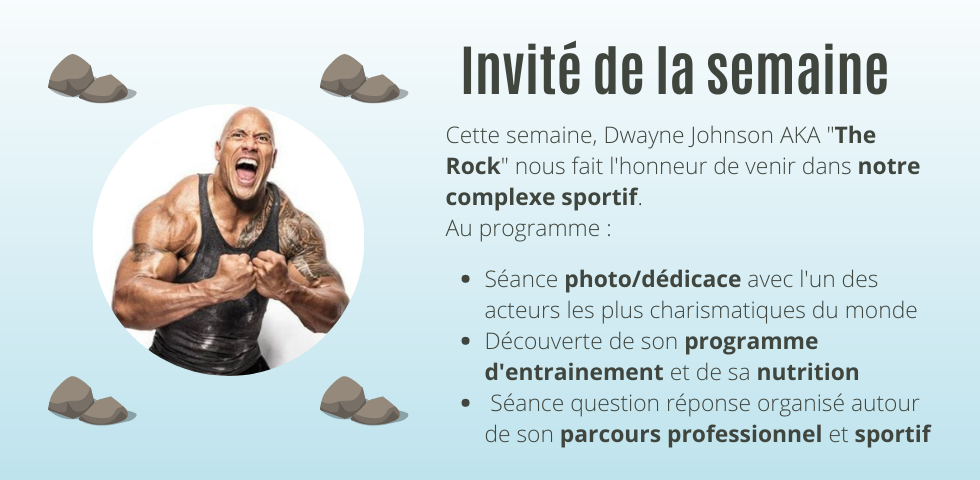 Invité de la semaine
Cette semaine, Dwayne Johnson AKA "The
Rock" nous fait l'honneur de venir dans notre
complexe sportif.
Au programme :
• Séance photo/dédicace avec l'un des
acteurs les plus charismatiques du monde
• Découverte de son programme
d'entrainement et de sa nutrition
• Séance question réponse organisé autour
de son parcours professionnel et sportif